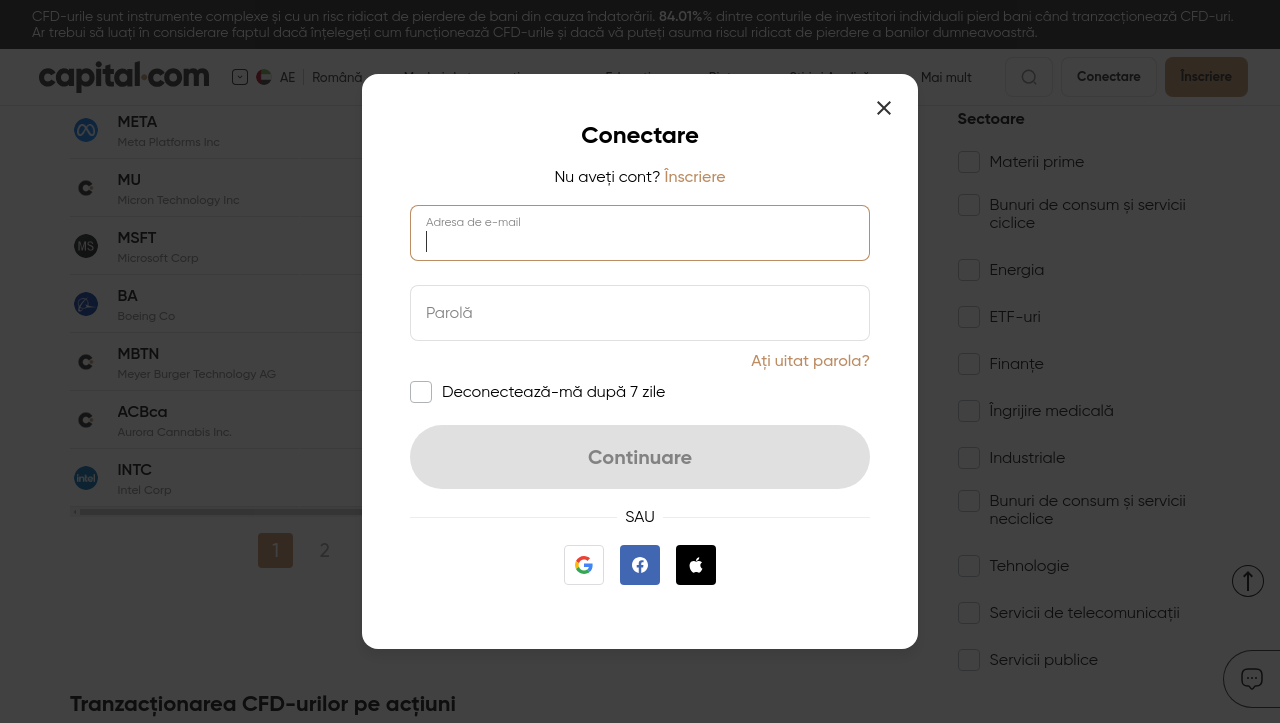 CFD-urile sunt instrumente complexe și cu un risc ridicat de pierdere de bani din cauza îndatorării. 84.01%% dintre conturile de investitori individuali pierd bani când tranzacționează CFD-uri.
Ar trebui să luați în considerare faptul dacă înțelegeți cum funcționează CFD-urile și dacă vă puteți asuma riscul ridicat de pierdere a banilor dumneavoastră.
capital.com
AE
Română
Mai mult
Conectare
Înscriere
META
Meta Platforms Inc
MU
Micron Technology Inc
MSFT
Microsoft Corp
BA
Boeing Co
MBTN
Meyer Burger Technology AG
ACBca
Aurora Cannabis Inc.
INTC
Intel Corp
1 2
Conectare
Nu aveți cont? Înscriere
Adresa de e-mail
Parolă
Ați uitat parola?
Deconectează-mă după 7 zile
Continuare
SAU
Sectoare
Materii prime
Bunuri de consum și servicii
ciclice
Energia
ETF-uri
Finanțe
Îngrijire medicală
Industriale
Bunuri de consum și servicii
neciclice
Tehnologie
Servicii de telecomunicații
Servicii publice
Tranzacționarea CFD-urilor pe acțiuni